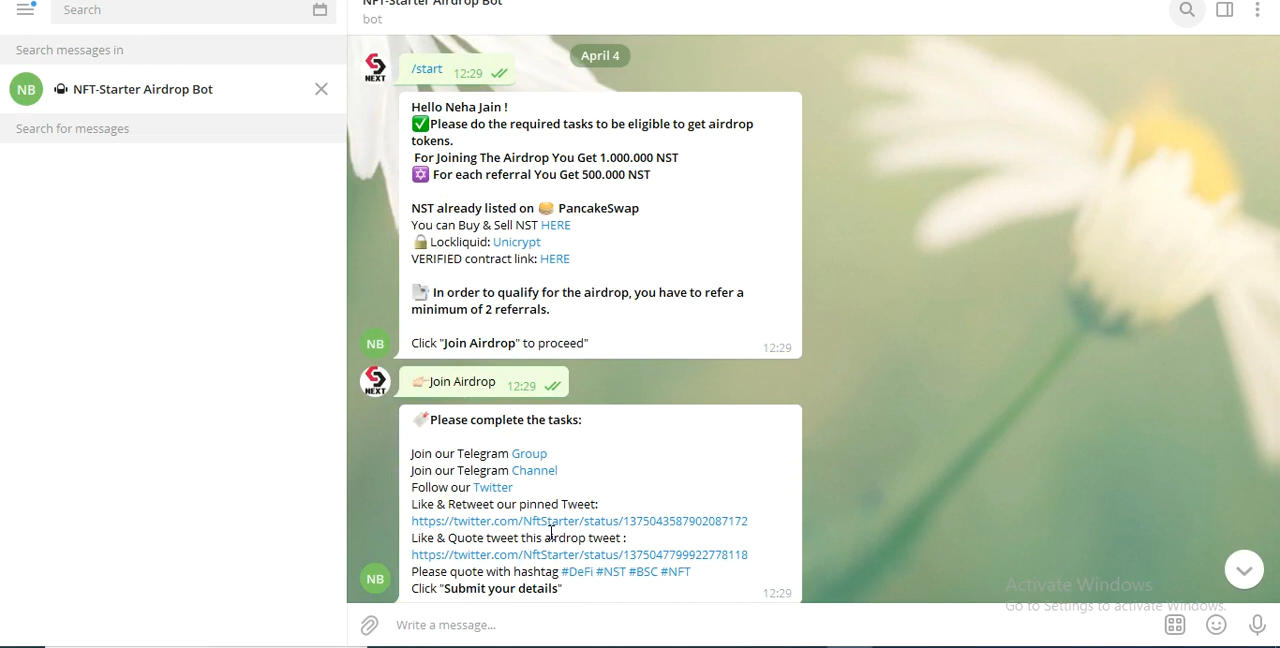 Search
NFT-Starter Airdrop Bot
bot
Search messages in
NB NFT-Starter Airdrop Bot
Search for messages
April 4
NEXT
/start 12:29
Hello Neha Jain !
✅Please do the required tasks to be eligible to get airdrop
tokens.
For Joining The Airdrop You Get 1.000.000 NST
🔯 For each referral You Get 500.000 NST
NST already listed on 🥞 PancakeSwap
You can Buy & Sell NST HERE
🔒 Lockliquid: Unicrypt
VERIFIED contract link: HERE
📑 In order to qualify for the airdrop, you have to refer a
minimum of 2 referrals.
Click "Join Airdrop" to proceed"
12:29
NB
NEXT
👉🏻Join Airdrop 12:29
Please complete the tasks:
Join our Telegram Group
Join our Telegram Channel
Follow our Twitter
Like & Retweet our pinned Tweet:
https://twitter.com/NftStarter/status/1375043587902087172
Like & Quote tweet this airdrop tweet :
https://twitter.com/NftStarter/status/1375047799922778118
Please quote with hashtag #DeFi #NST #BSC #NFT
Click "Submit your details"
12:29
NB
Activate Windows
Go to Settings to activate Windows.
Write a message...